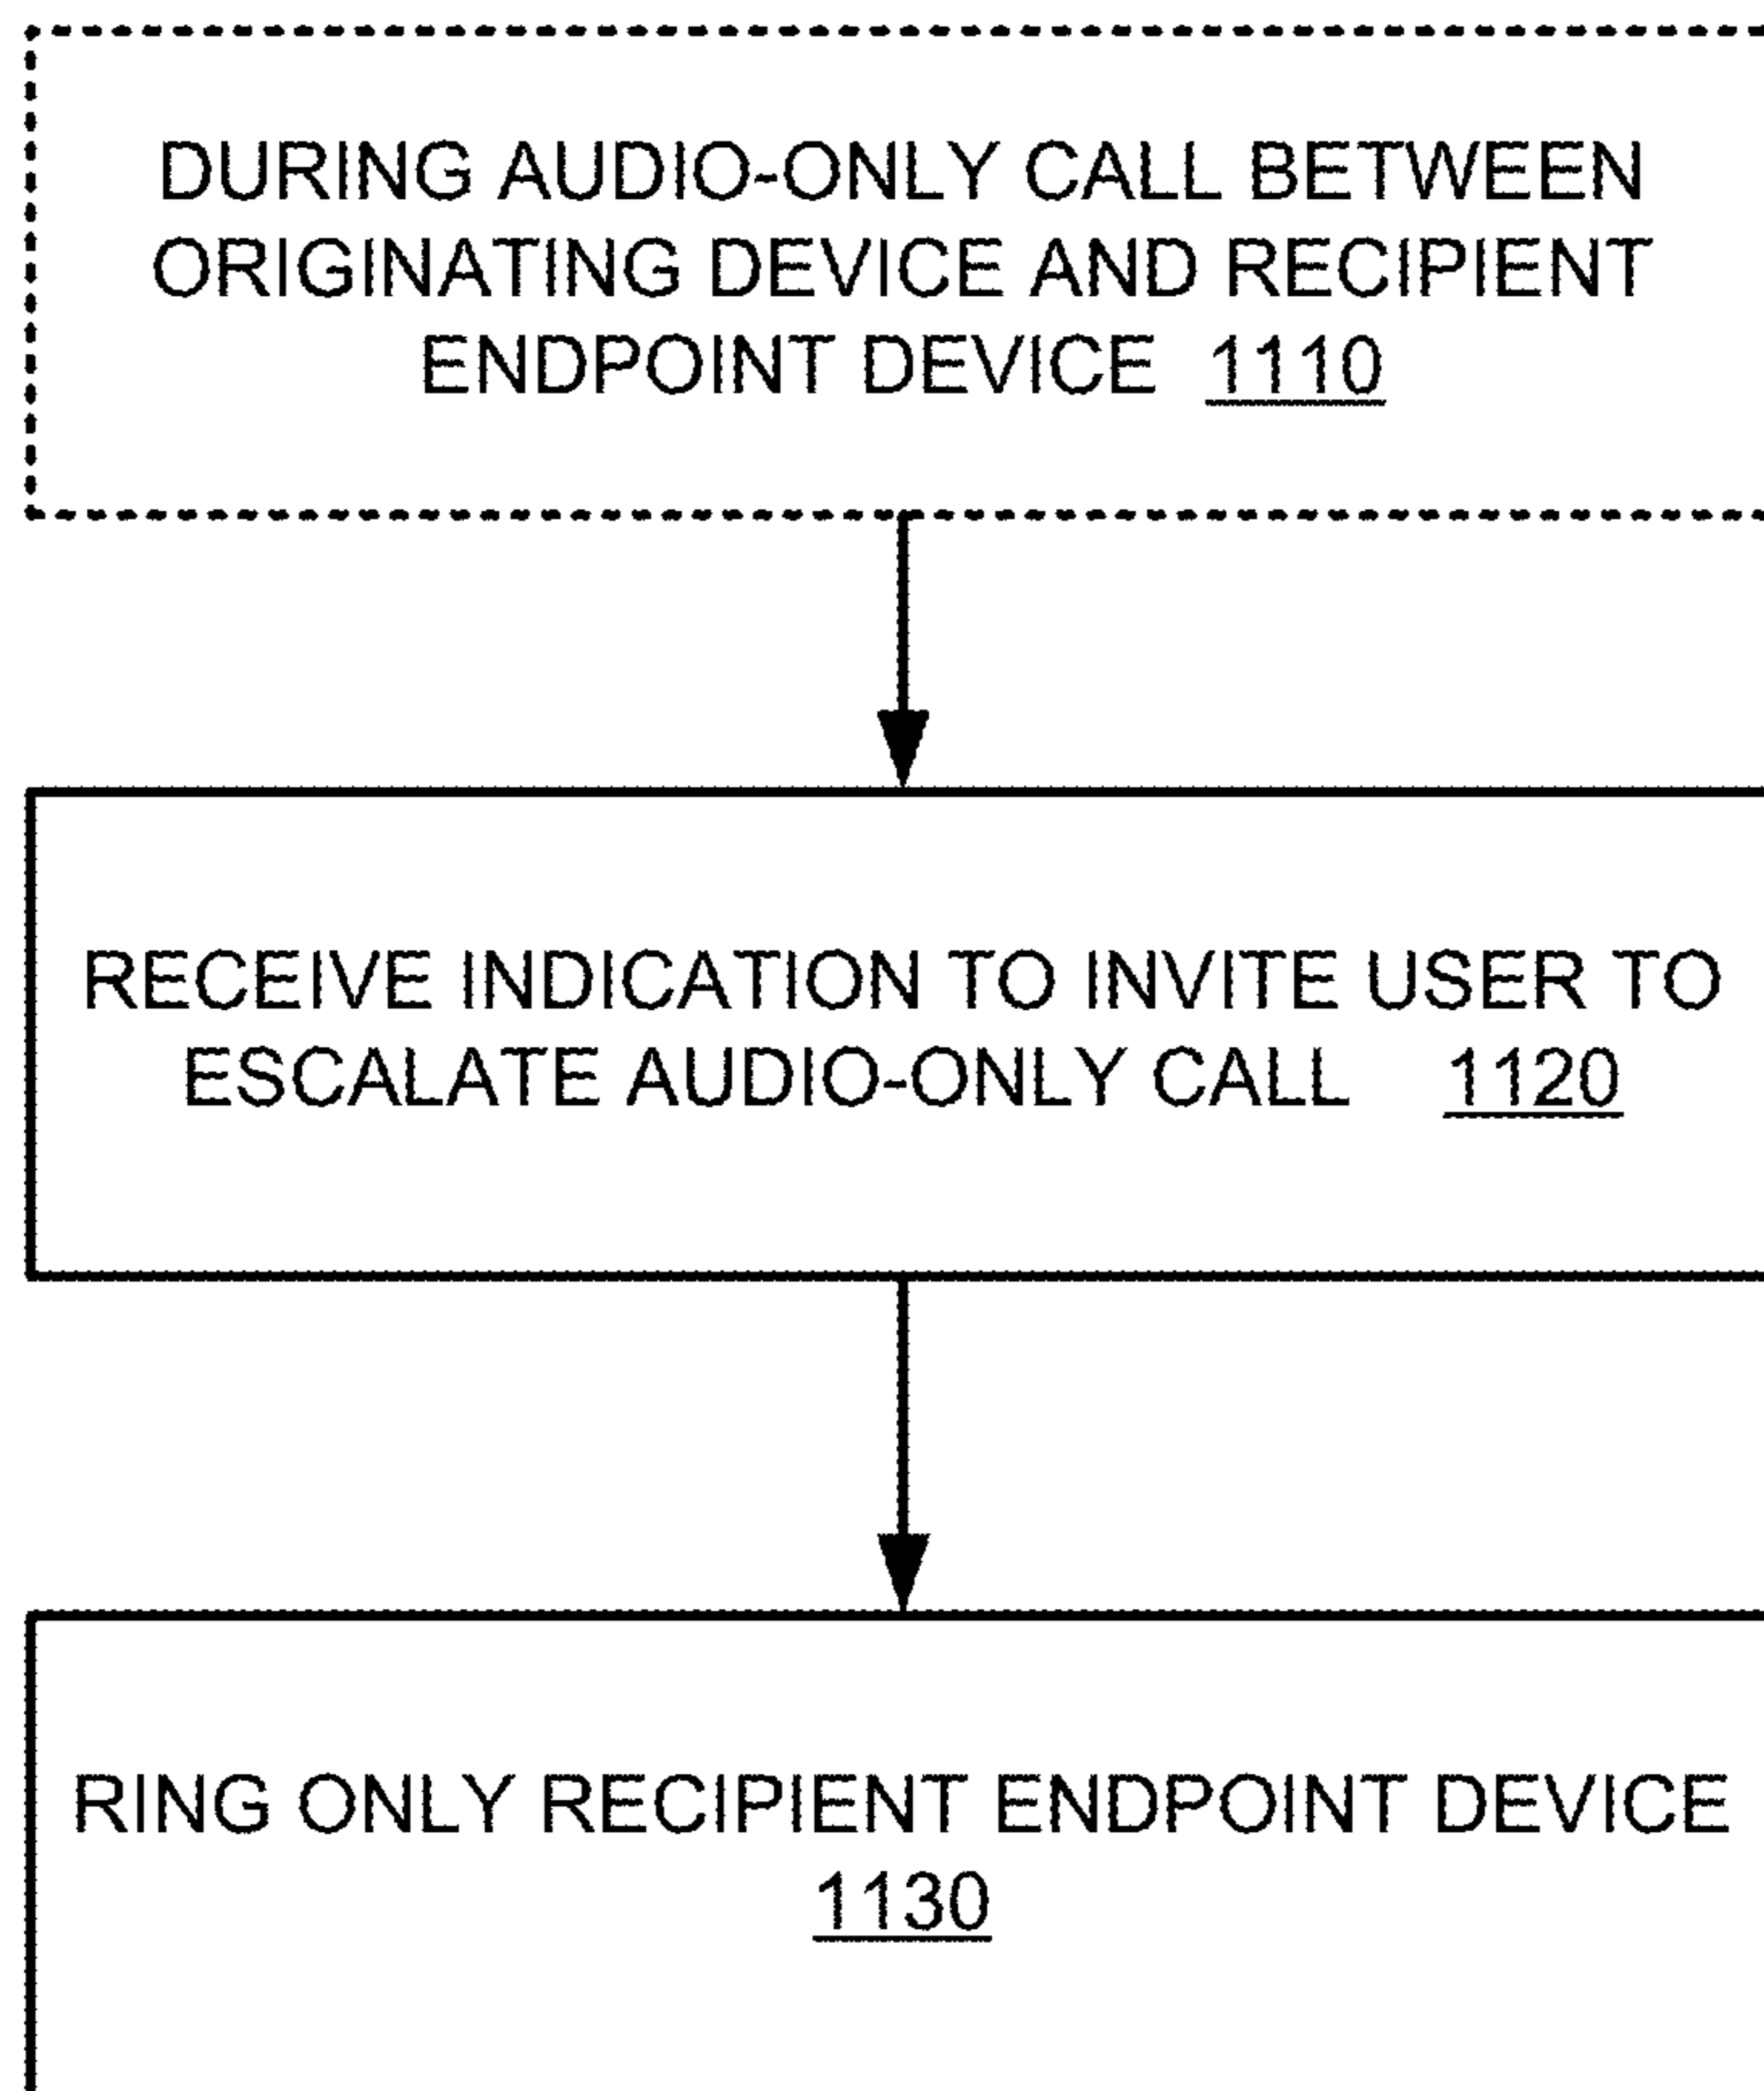 DURING AUDIO-ONLY CALL BETWEEN
ORIGINATING DEVICE AND RECIPIENT
ENDPOINT DEVICE 1110
RECEIVE INDICATION TO INVITE USER TO
ESCALATE AUDIO-ONLY CALL 1120
RING ONLY RECIPIENT ENDPOINT DEVICE
1130